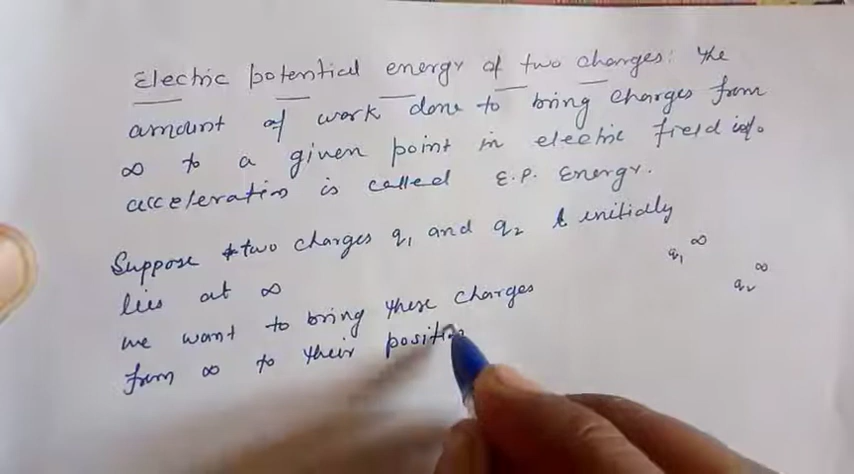 Electric potential energy of two charges: The
amount of work done to bring charges from
∞ to a given point in electric field w/o
acceleration is called E.P. Energy.
Suppose two charges q₁ and q₂ initially
lies at ∞
q₁ ∞
q₂ ∞
we want to bring these charges
from ∞ to their position